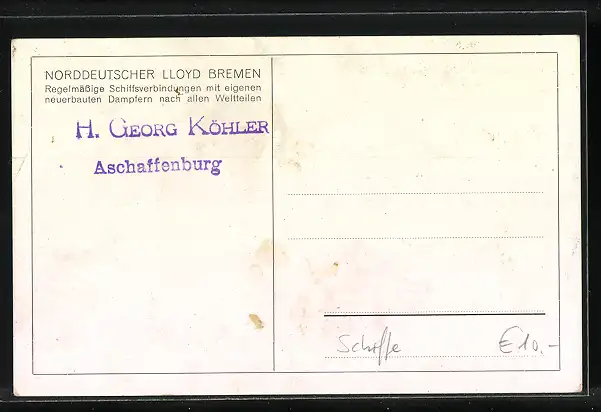 NORDDEUTSCHER LLOYD BREMEN
Regelmäßige Schiffsverbindungen mit eigenen
neuerbauten Dampfern nach allen Weltteilen
H. GEORG KÖHLER
Aschaffenburg
Schiffe
€10.-